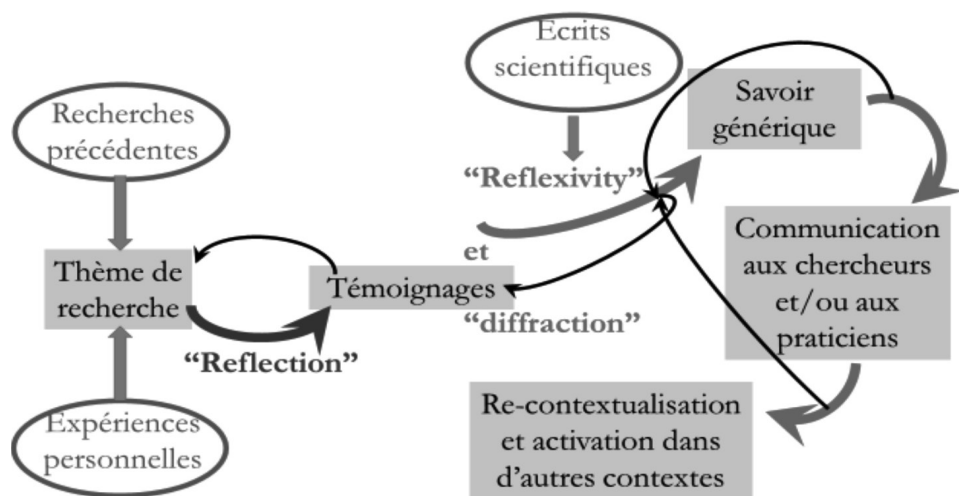 Ecrits
scientifiques
Recherches
précédentes
Savoir
générique
“Reflexivity”
et
“diffraction”
Thème de
recherche
Témoignages
“Reflection”
Communication
aux chercheurs
et/ou aux
praticiens
Expériences
personnelles
Re-contextualisation
et activation dans
d’autres contextes